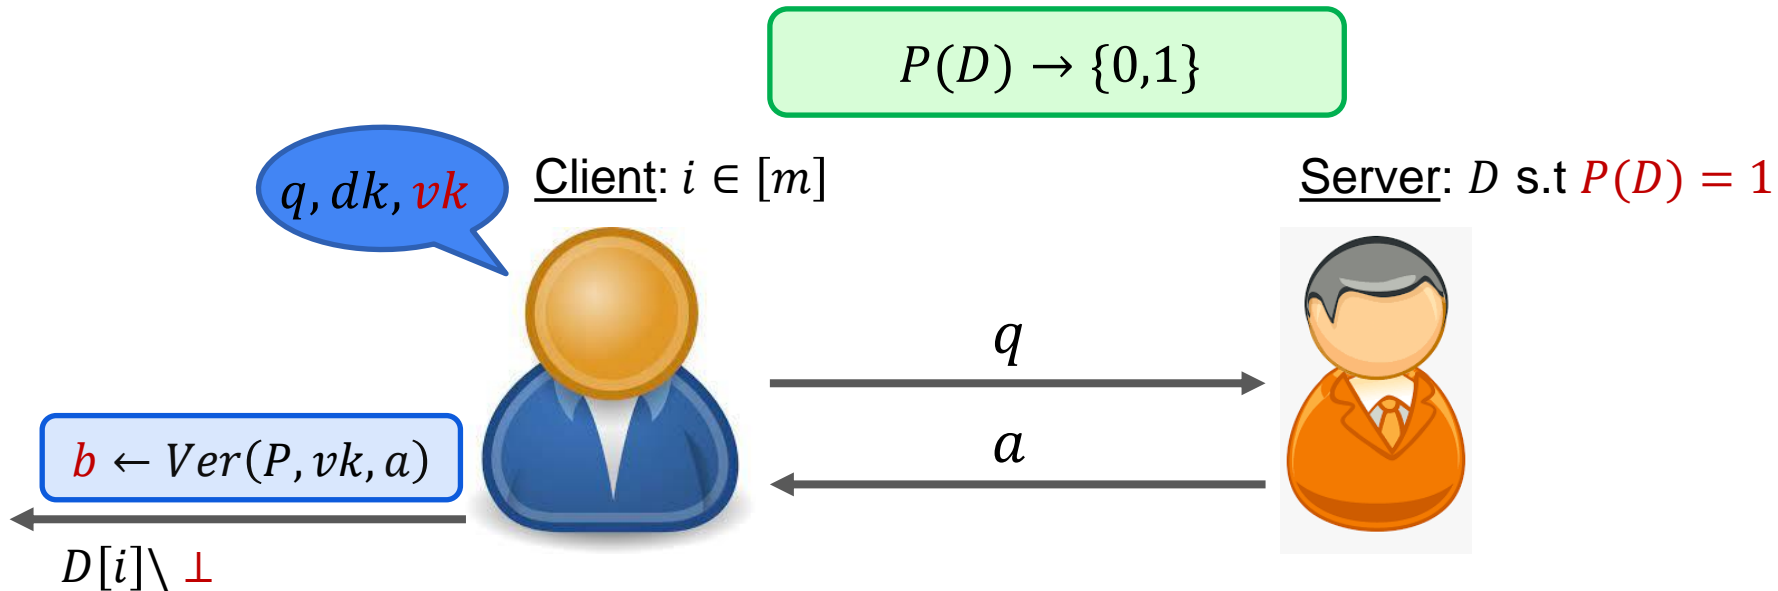 P(D) → {0,1}
q, dk, vk
Client: i ∈ [m]
Server: D s.t P(D) = 1
q
a
b ← Ver(P, vk, a)
D[i]\ ⊥